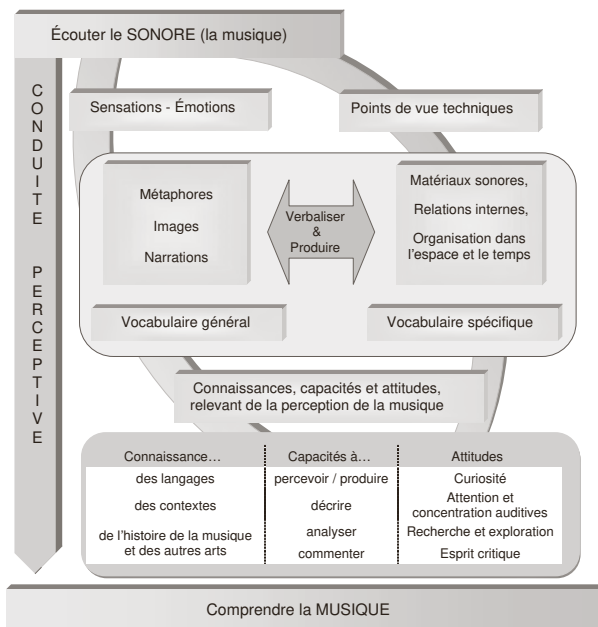 Écouter le SONORE (la musique)
CONDUITE PERCEPTIVE
Sensations - Émotions
Points de vue techniques
Métaphores
Images
Narrations
Verbaliser
&
Produire
Matériaux sonores,
Relations internes,
Organisation dans
l'espace et le temps
Vocabulaire général
Vocabulaire spécifique
Connaissances, capacités et attitudes,
relevant de la perception de la musique
Connaissance…
Capacités à…
Attitudes
des langages
percevoir / produire
Curiosité
des contextes
décrire
Attention et
concentration auditives
de l'histoire de la musique
et des autres arts
analyser
Recherche et exploration
commenter
Esprit critique
Comprendre la MUSIQUE